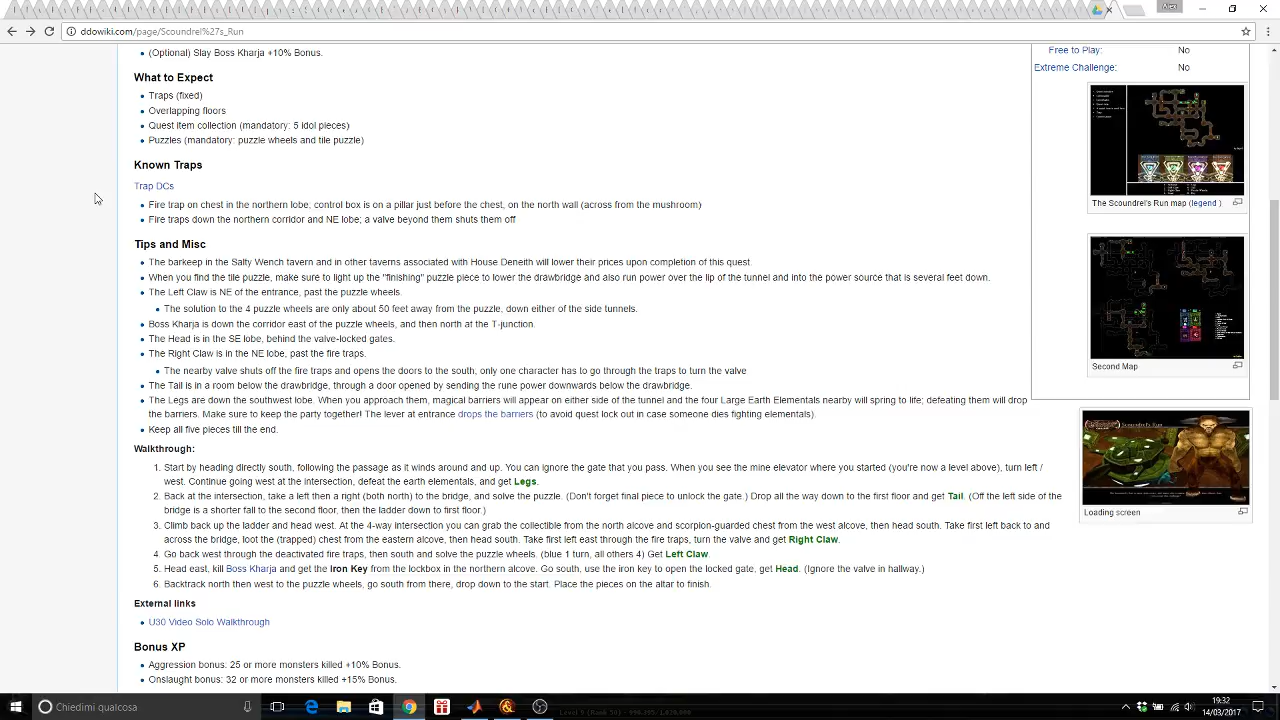 Alex
ddowiki.com/page/Scoundrel%27s_Run
(Optional) Slay Boss Kharja +10% Bonus.
What to Expect
Traps (fixed)
Overlapping floors
Quest item collection (mandatory: 5 idol pieces)
Puzzles (mandatory: puzzle wheels and tile puzzle)
Known Traps
Trap DCs
Fire trap on chest in the northern lobe; control box is on a pillar just before the chest, on the north wall (across from the mushroom)
Fire traps down the northern corridor and NE lobe; a valve beyond them shuts them off
Tips and Misc
The barkeep in the Salty Wench tavern and in other taverns associated with House Deneith will lower their prices upon completion of this quest.
When you find the tile puzzle, make sure to light up the "finish" puzzle piece to lower the drawbridge and also run power over the lip of the tunnel and into the power source that is several feet down.
The Left Claw is NE of the entrance, past the puzzle wheels.
The solution to the 4 puzzle wheels are only about 50 feet away from the puzzle, down either of the side tunnels.
Boss Kharja is down the corridor east of the puzzle wheels, and then north at the T-junction.
The Head is in the SE lobe, behind the valve-locked gates.
The Right Claw is in the NE lobe, past the fire traps.
The nearby valve shuts off the fire traps and opens the gate in the south, only one character has to go through the traps to turn the valve
The Tail is in a room below the drawbridge, through a door opened by sending the rune power downwards below the drawbridge.
The Legs are down the southwest lobe. When you approach them, magical barriers will appear on either side of the tunnel and the four Large Earth Elementals nearby will spring to life; defeating them will drop
the barriers. Make sure to keep the party together! The lever at entrance drops the barriers (to avoid quest lock out in case someone dies fighting elementals).
Keep all five pieces till the end.
Walkthrough:
1. Start by heading directly south, following the passage as it winds around and up. You can ignore the gate that you pass. When you see the mine elevator where you started (you're now a level above), turn left /
west. Continue going west at the intersection, defeat the earth elementals, and get Legs.
2. Back at the intersection, take a left then a right (both north) to the bridge, and solve the puzzle. (Don't forget final piece to unlock the gate.) Drop all the way down to the first floor and get Tail. (Off the left side of the
bridge is a shorter fall to the second floor, then the ladder down to first floor.)
3. Climb back up the ladder and head west. At the 4-way intersection you can grab the collectible from the north alcove and scorpion-guarded chest from the west alcove, then head south. Take first left back to and
across the bridge, loot the (trapped) chest from the eastern alcove, then head south. Take first left east through the fire traps, turn the valve and get Right Claw.
4. Go back west through the deactivated fire traps, then south and solve the puzzle wheels. (blue 1 turn, all others 4) Get Left Claw.
5. Head east, kill Boss Kharja and get the Iron Key from the lockbox in the northern alcove. Go south, use the iron key to open the locked gate, get Head. (Ignore the valve in hallway.)
6. Backtrack north then west to the puzzle wheels, go south from there, drop down to the start. Place the pieces on the altar to finish.
External links
U30 Video Solo Walkthrough
Bonus XP
Aggression bonus: 25 or more monsters killed +10% Bonus.
Onslaught bonus: 32 or more monsters killed +15% Bonus.
Free to Play: No
Extreme Challenge: No
The Scoundrel's Run map (legend )
Second Map
Scoundrel's Run
Loading screen
Chiedimi qualcosa
19:32
14/03/2017